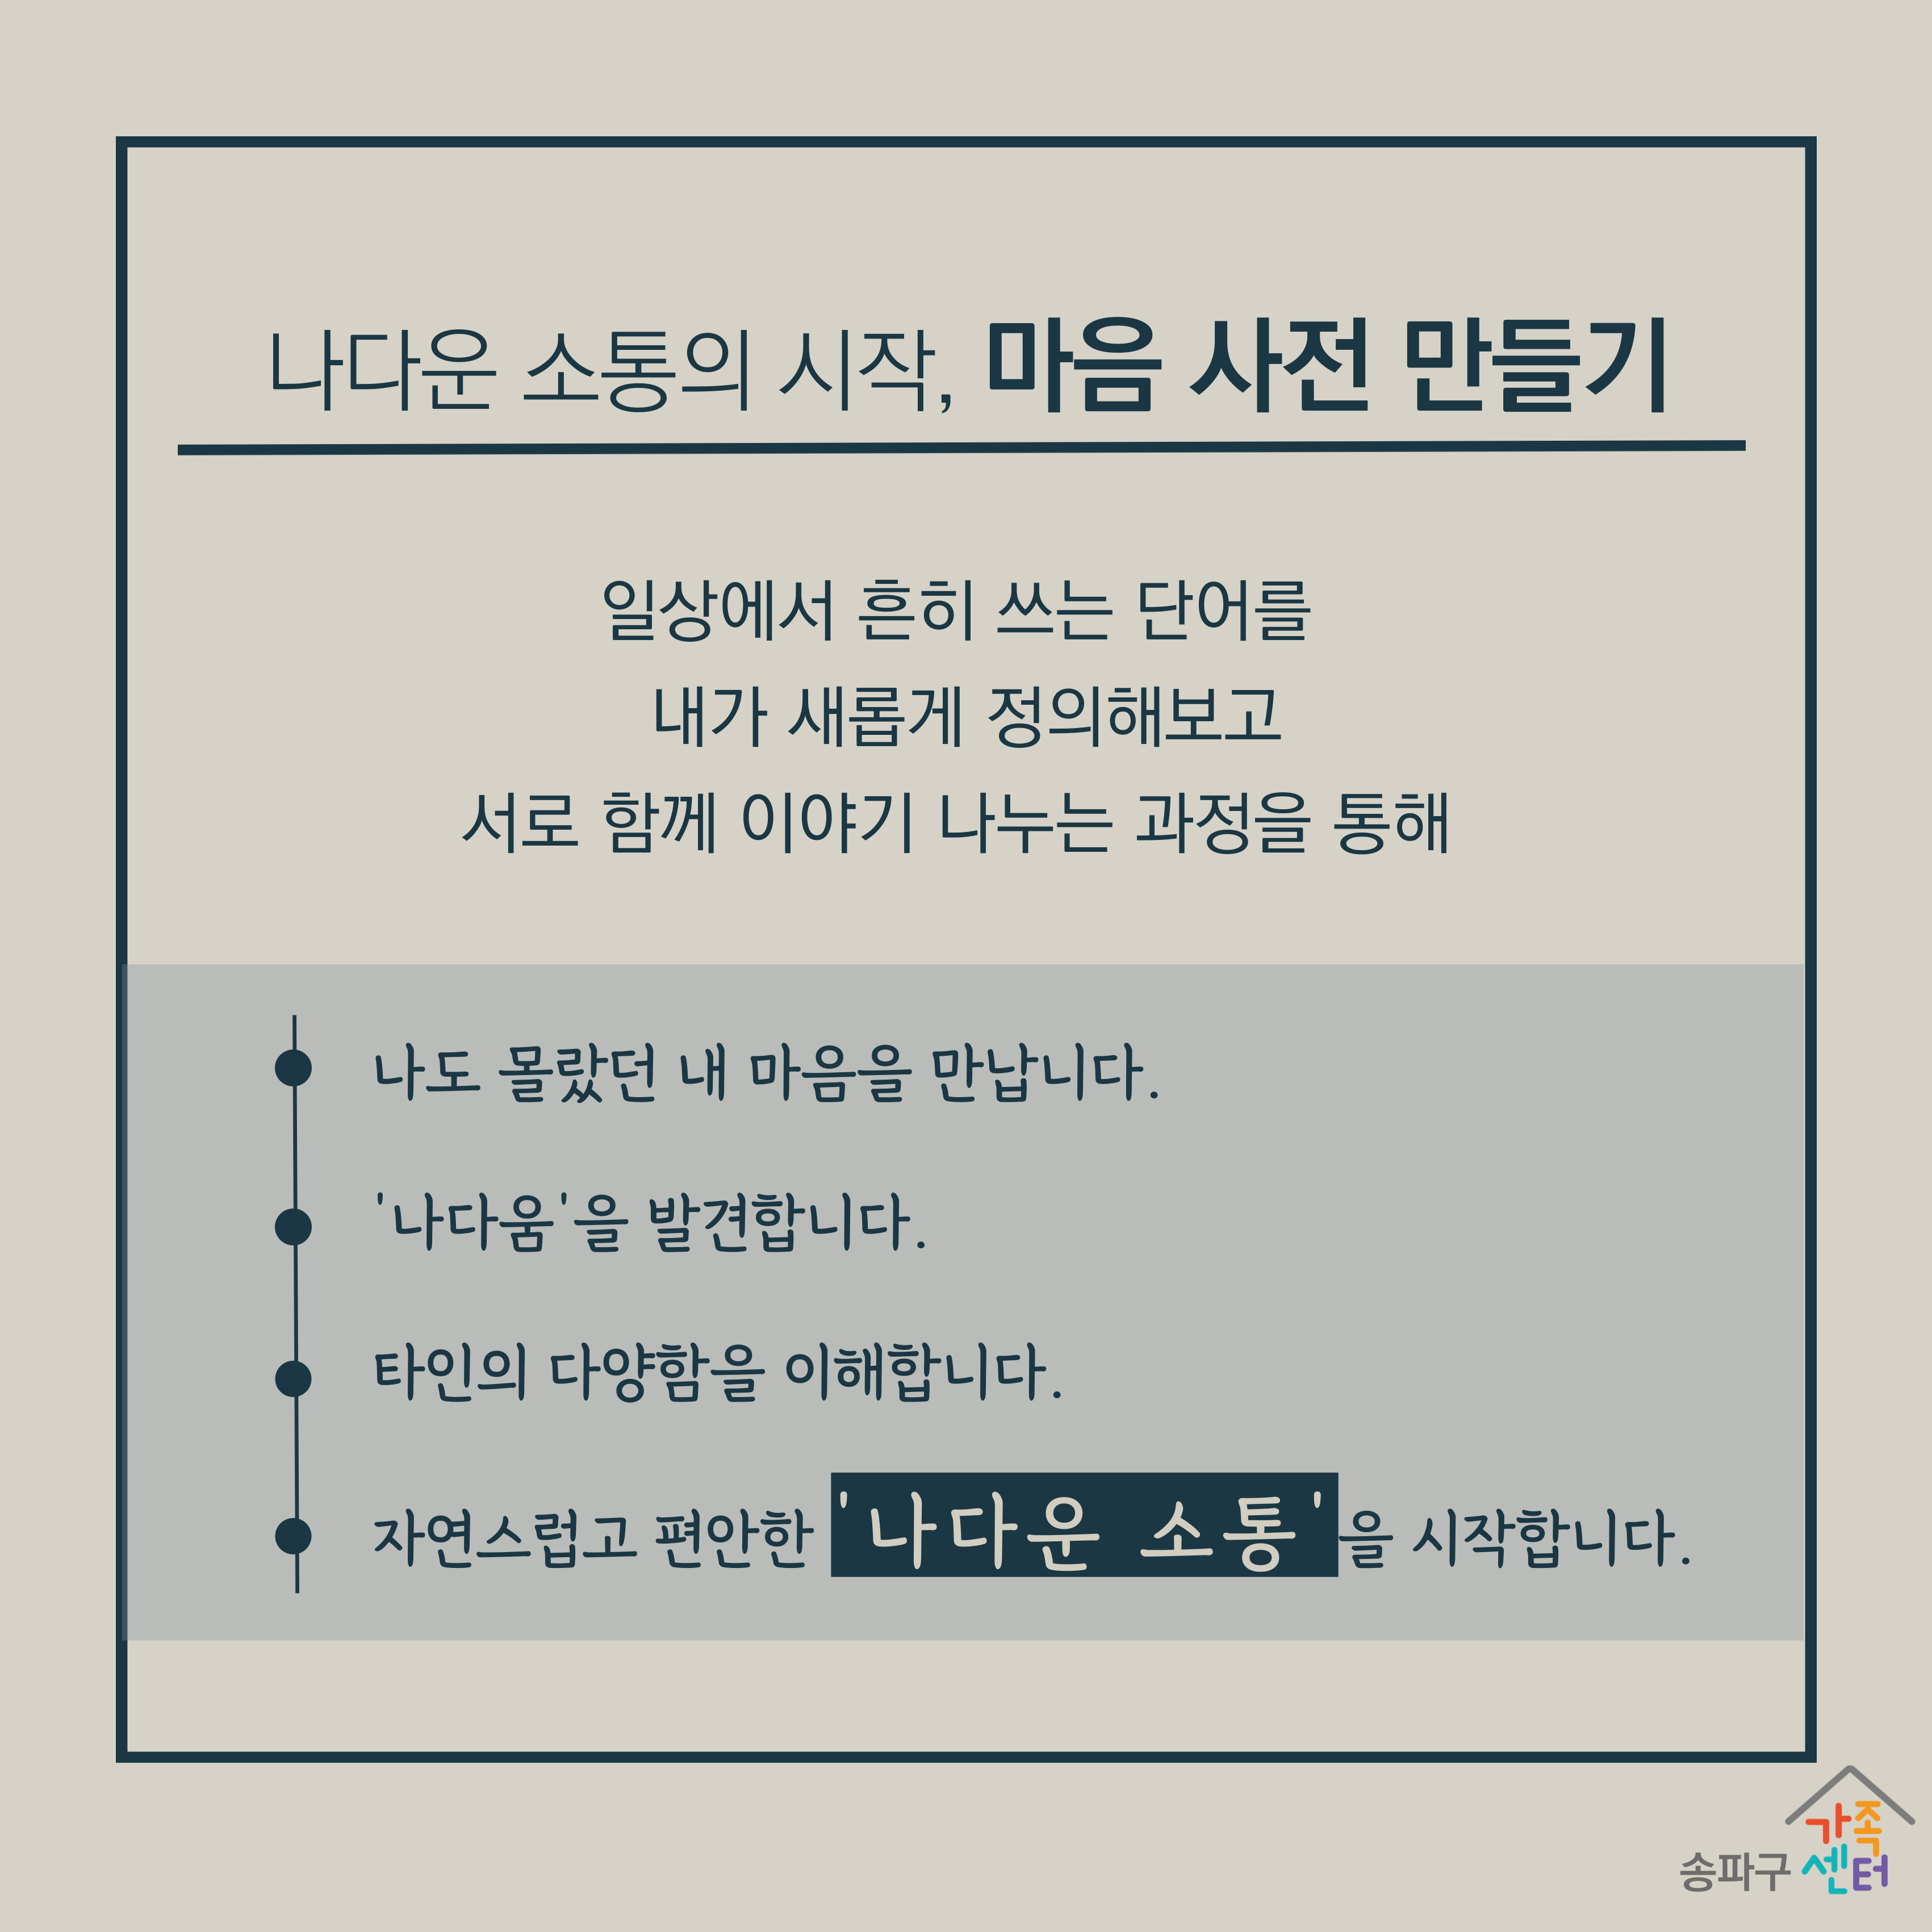 나다운 소통의 시작, 마음 사전 만들기
일상에서 흔히 쓰는 단어를
내가 새롭게 정의해보고
서로 함께 이야기 나누는 과정을 통해
나도 몰랐던 내 마음을 만납니다.
'나다움'을 발견합니다.
타인의 다양함을 이해합니다.
자연스럽고 편안한 '나다운 소통'을 시작합니다.
송파구 가족센터